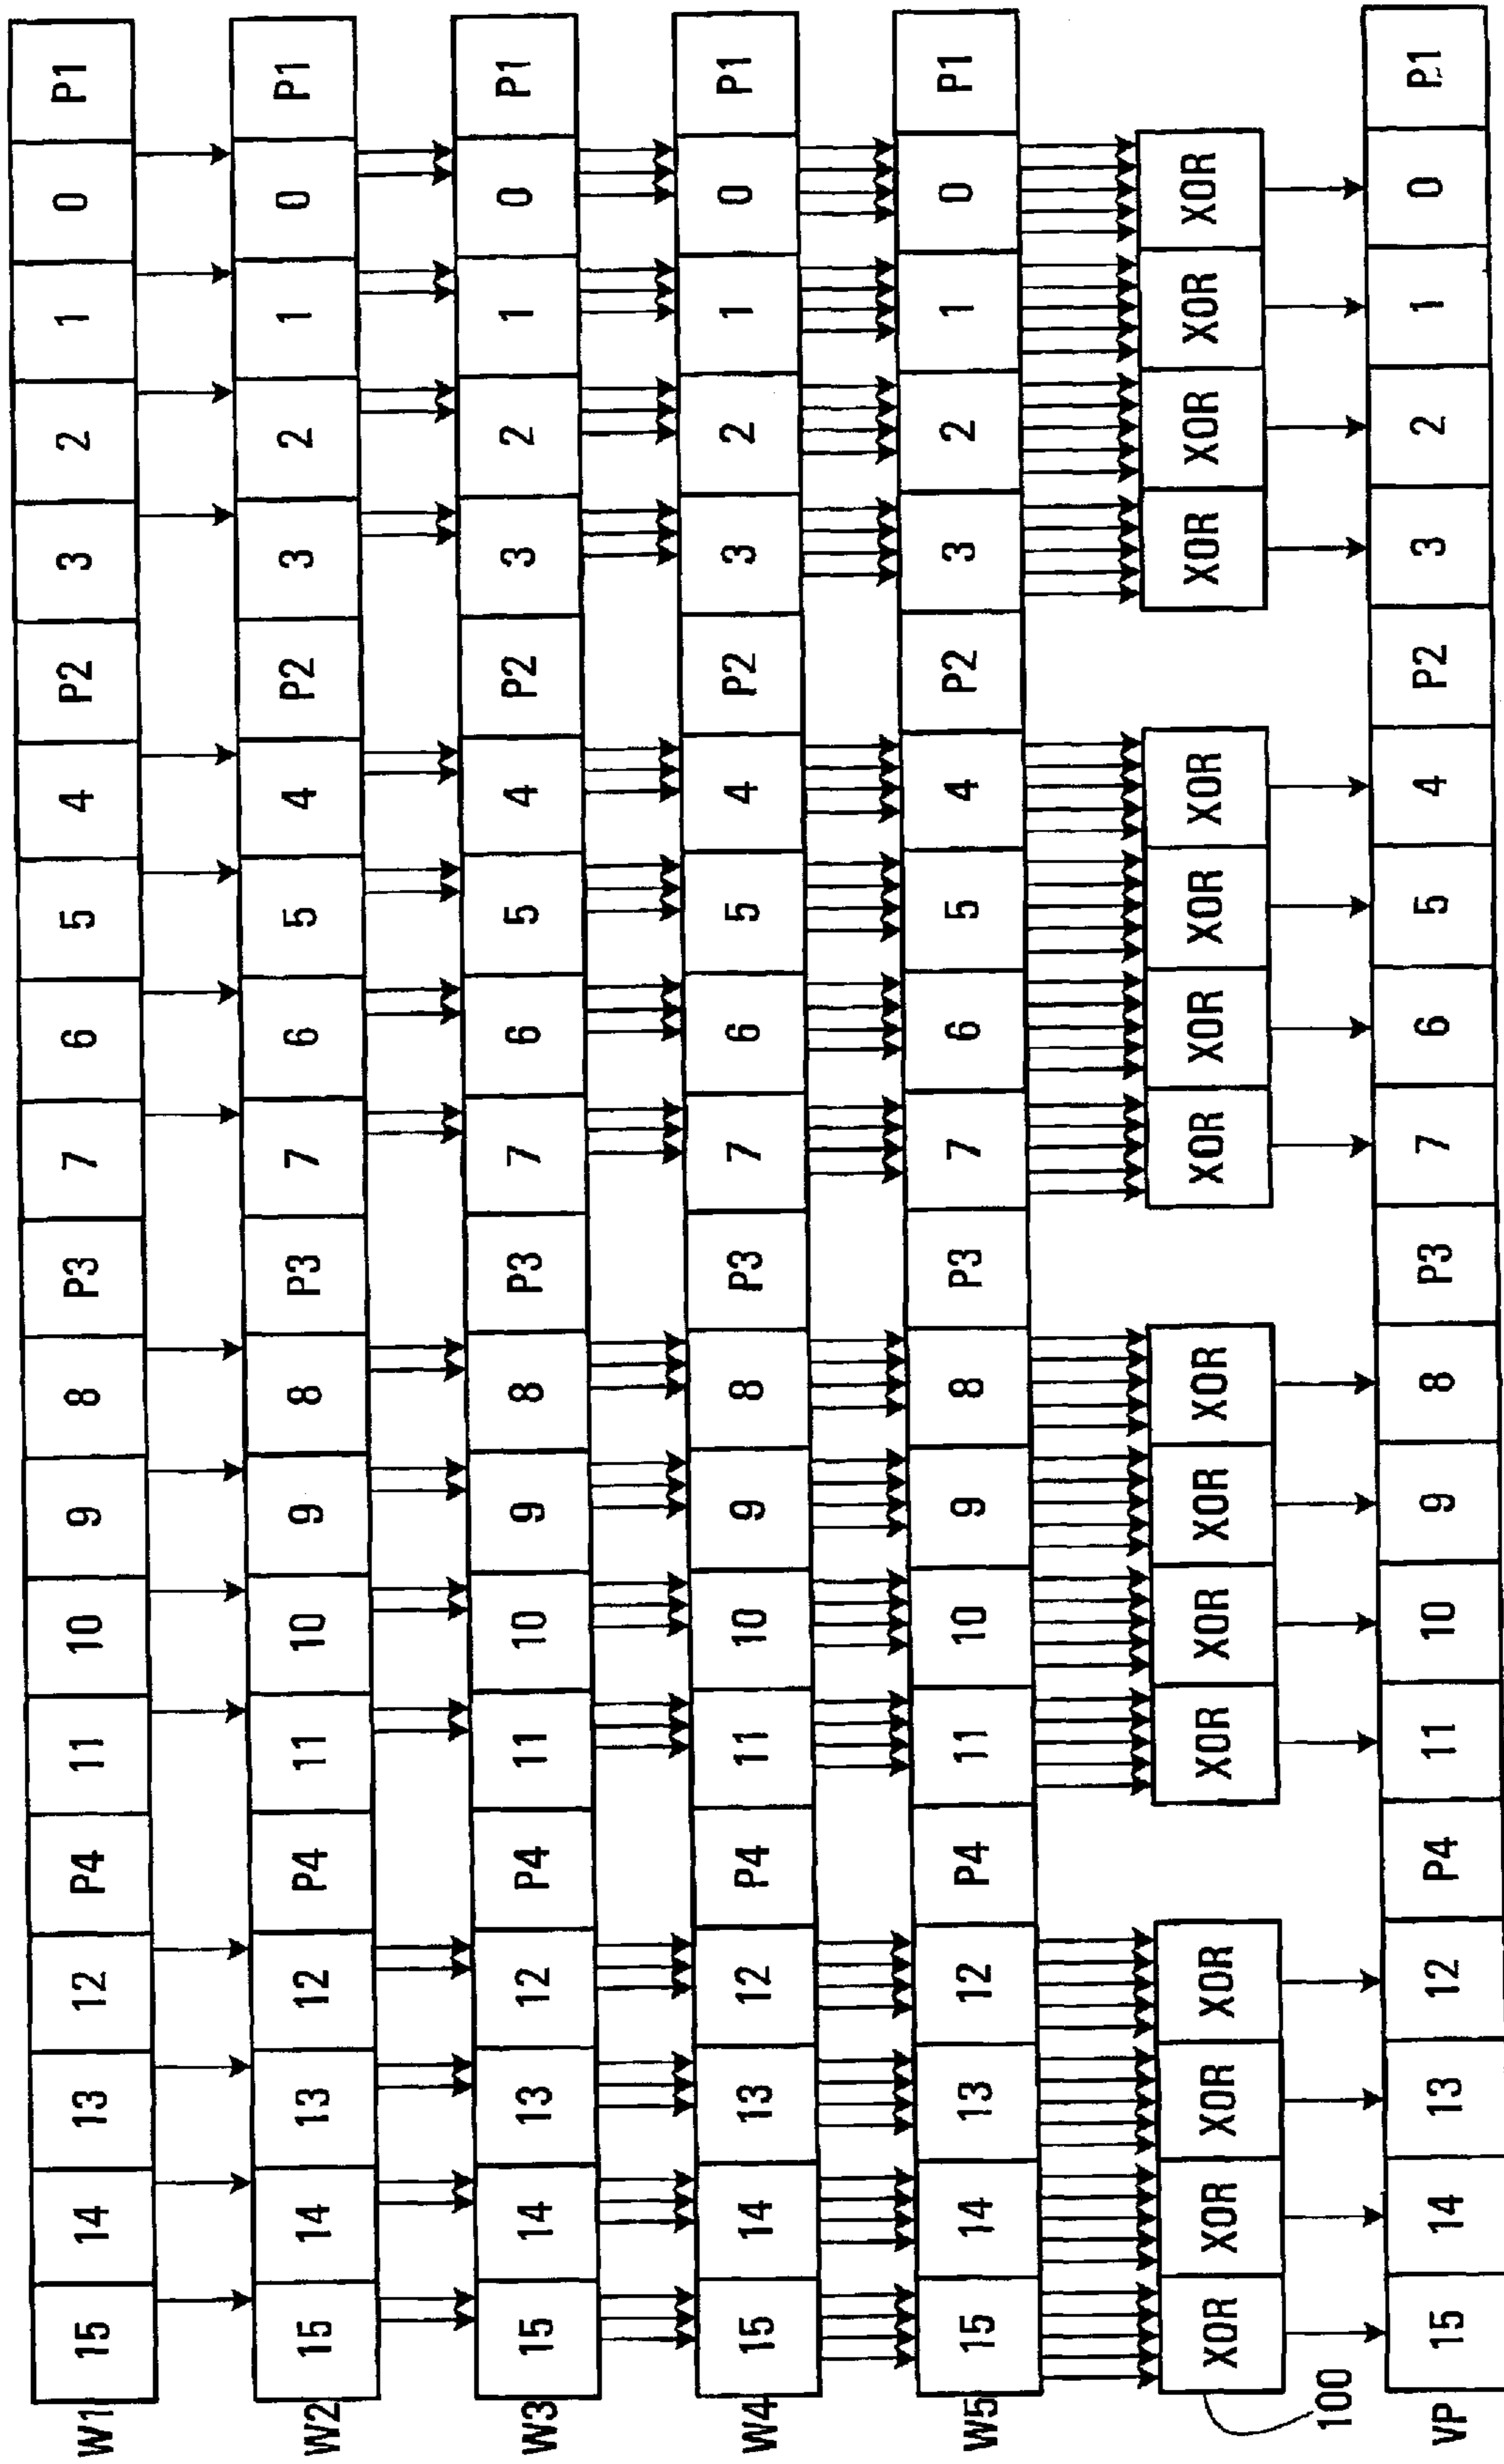 W1 15 14 13 12 P4 11 10 9 8 P3 7 6 5 4 P2 3 2 1 0 P1
W2 15 14 13 12 P4 11 10 9 8 P3 7 6 5 4 P2 3 2 1 0 P1
W3 15 14 13 12 P4 11 10 9 8 P3 7 6 5 4 P2 3 2 1 0 P1
W4 15 14 13 12 P4 11 10 9 8 P3 7 6 5 4 P2 3 2 1 0 P1
W5 15 14 13 12 P4 11 10 9 8 P3 7 6 5 4 P2 3 2 1 0 P1
XOR XOR XOR XOR XOR XOR XOR XOR XOR XOR XOR XOR XOR XOR XOR XOR
100
VP 15 14 13 12 P4 11 10 9 8 P3 7 6 5 4 P2 3 2 1 0 P1